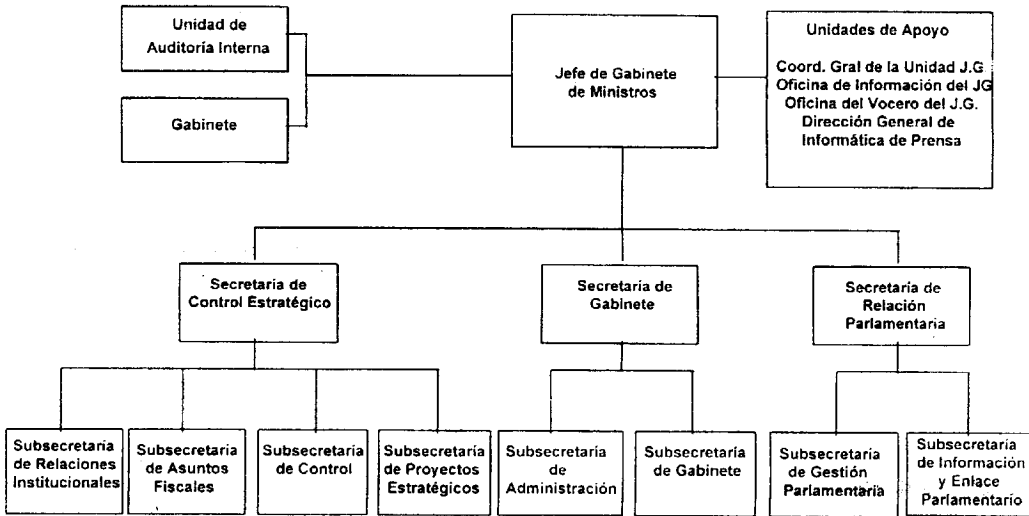 Unidad de
Auditoría Interna
Gabinete
Jefe de Gabinete
de Ministros
Unidades de Apoyo
Coord. Gral de la Unidad J.G
Oficina de Información del JG
Oficina del Vocero del J.G.
Dirección General de
Informática de Prensa
Secretaría de
Control Estratégico
Secretaría de
Gabinete
Secretaría de
Relación
Parlamentaria
Subsecretaría
de Relaciones
Institucionales
Subsecretaría
de Asuntos
Fiscales
Subsecretaría
de Control
Subsecretaría
de Proyectos
Estratégicos
Subsecretaría
de
Administración
Subsecretaría
de Gabinete
Subsecretaría
de Gestión
Parlamentaria
Subsecretaría
de Información
y Enlace
Parlamentario